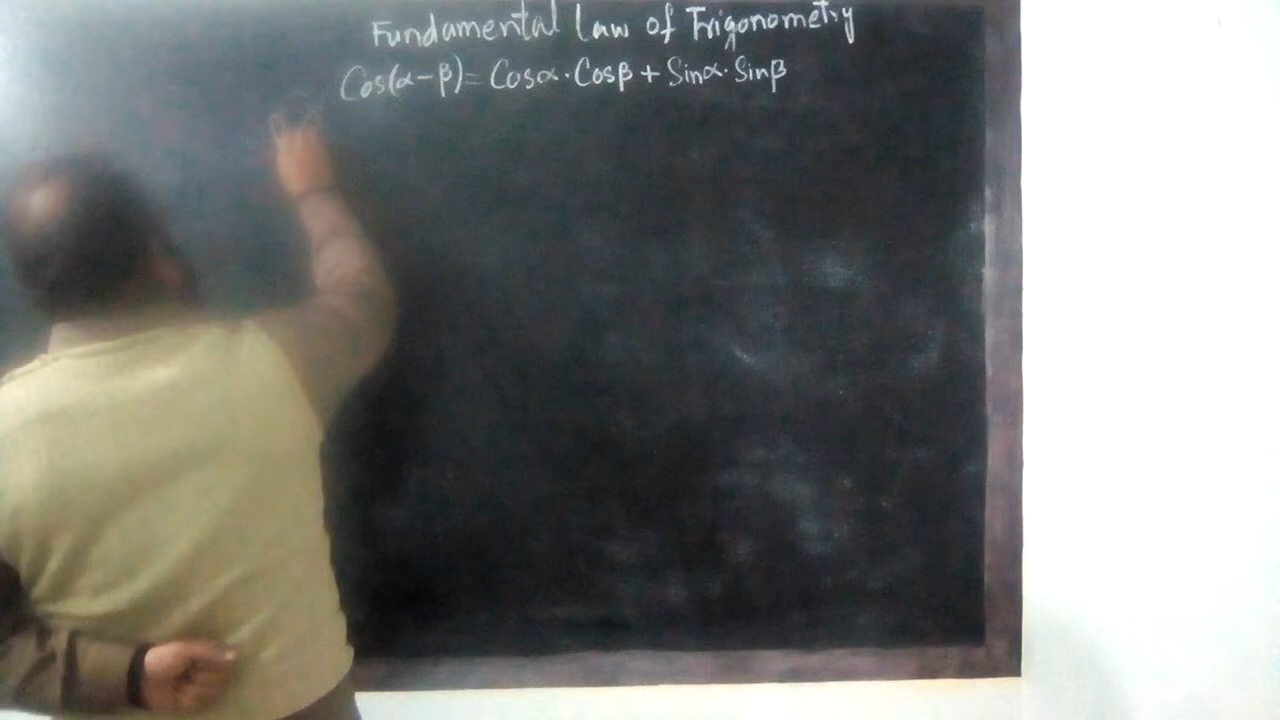 Fundamental Law of Trigonometry
Cos(α-β)= Cosα·Cosβ + Sinα·Sinβ